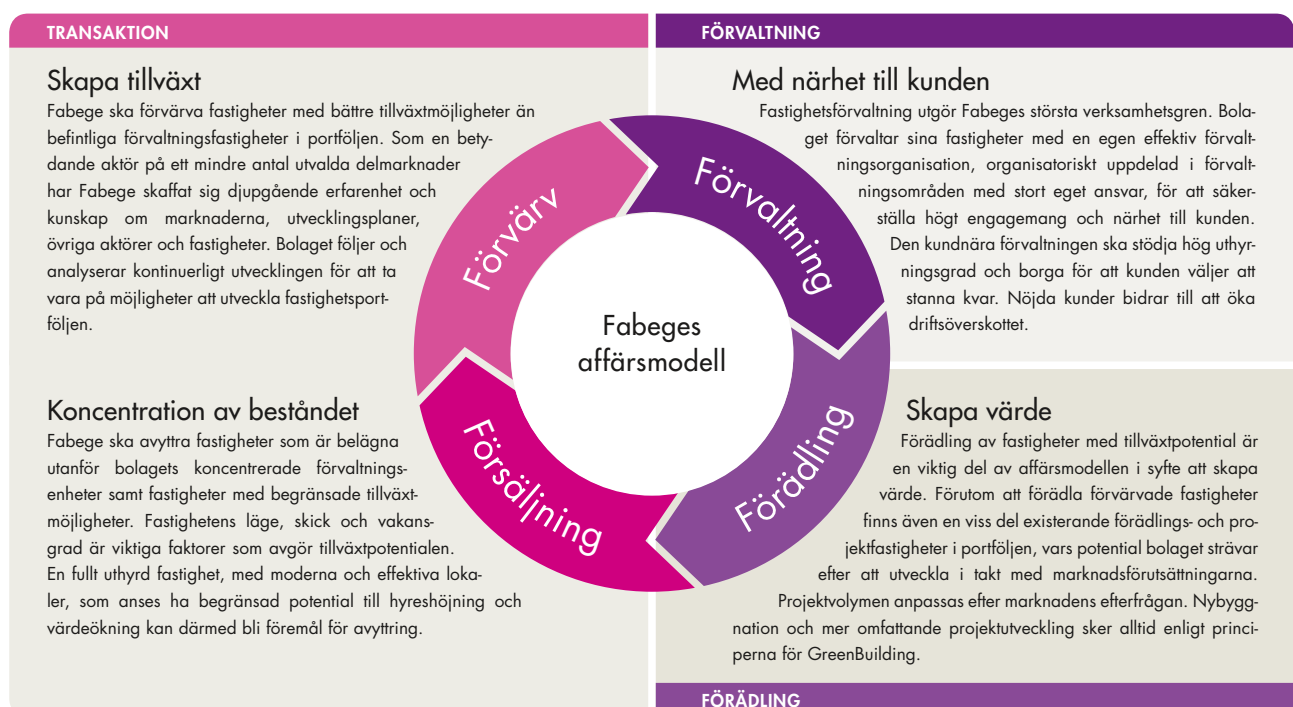 TRANSAKTION
Skapa tillväxt
Fabege ska förvärva fastigheter med bättre tillväxtmöjligheter än
befintliga förvaltningsfastigheter i portföljen. Som en bety-
dande aktör på ett mindre antal utvalda delmarknader
har Fabege skaffat sig djupgående erfarenhet och
kunskap om marknaderna, utvecklingsplaner,
övriga aktörer och fastigheter. Bolaget följer och
analyserar kontinuerligt utvecklingen för att ta
vara på möjligheter att utveckla fastighetsport-
följen.
Koncentration av beståndet
Fabege ska avyttra fastigheter som är belägna
utanför bolagets koncentrerade förvaltnings-
enheter samt fastigheter med begränsade tillväxt-
möjligheter. Fastighetens läge, skick och vakans-
grad är viktiga faktorer som avgör tillväxtpotentialen.
En fullt uthyrd fastighet, med moderna och effektiva loka-
ler, som anses ha begränsad potential till hyreshöjning och
värdeökning kan därmed bli föremål för avyttring.
Förvärv
Förvaltning
Förädling
Försäljning
Fabeges
affärsmodell
FÖRVALTNING
Med närhet till kunden
Fastighetsförvaltning utgör Fabeges största verksamhetsgren. Bola-
get förvaltar sina fastigheter med en egen effektiv förvalt-
ningsorganisation, organisatoriskt uppdelad i förvalt-
ningsområden med stort eget ansvar, för att säker-
ställa högt engagemang och närhet till kunden.
Den kundnära förvaltningen ska stödja hög uthyr-
ningsgrad och borga för att kunden väljer att
stanna kvar. Nöjda kunder bidrar till att öka
driftsöverskottet.
Skapa värde
Förädling av fastigheter med tillväxtpotential är
en viktig del av affärsmodellen i syfte att skapa
värde. Förutom att förädla förvärvade fastigheter
finns även en viss del existerande förädlings- och pro-
jektfastigheter i portföljen, vars potential bolaget strävar
efter att utveckla i takt med marknadsförutsättningarna.
Projektvolymen anpassas efter marknadens efterfrågan. Nybygg-
nation och mer omfattande projektutveckling sker alltid enligt princi-
perna för GreenBuilding.
FÖRÄDLING